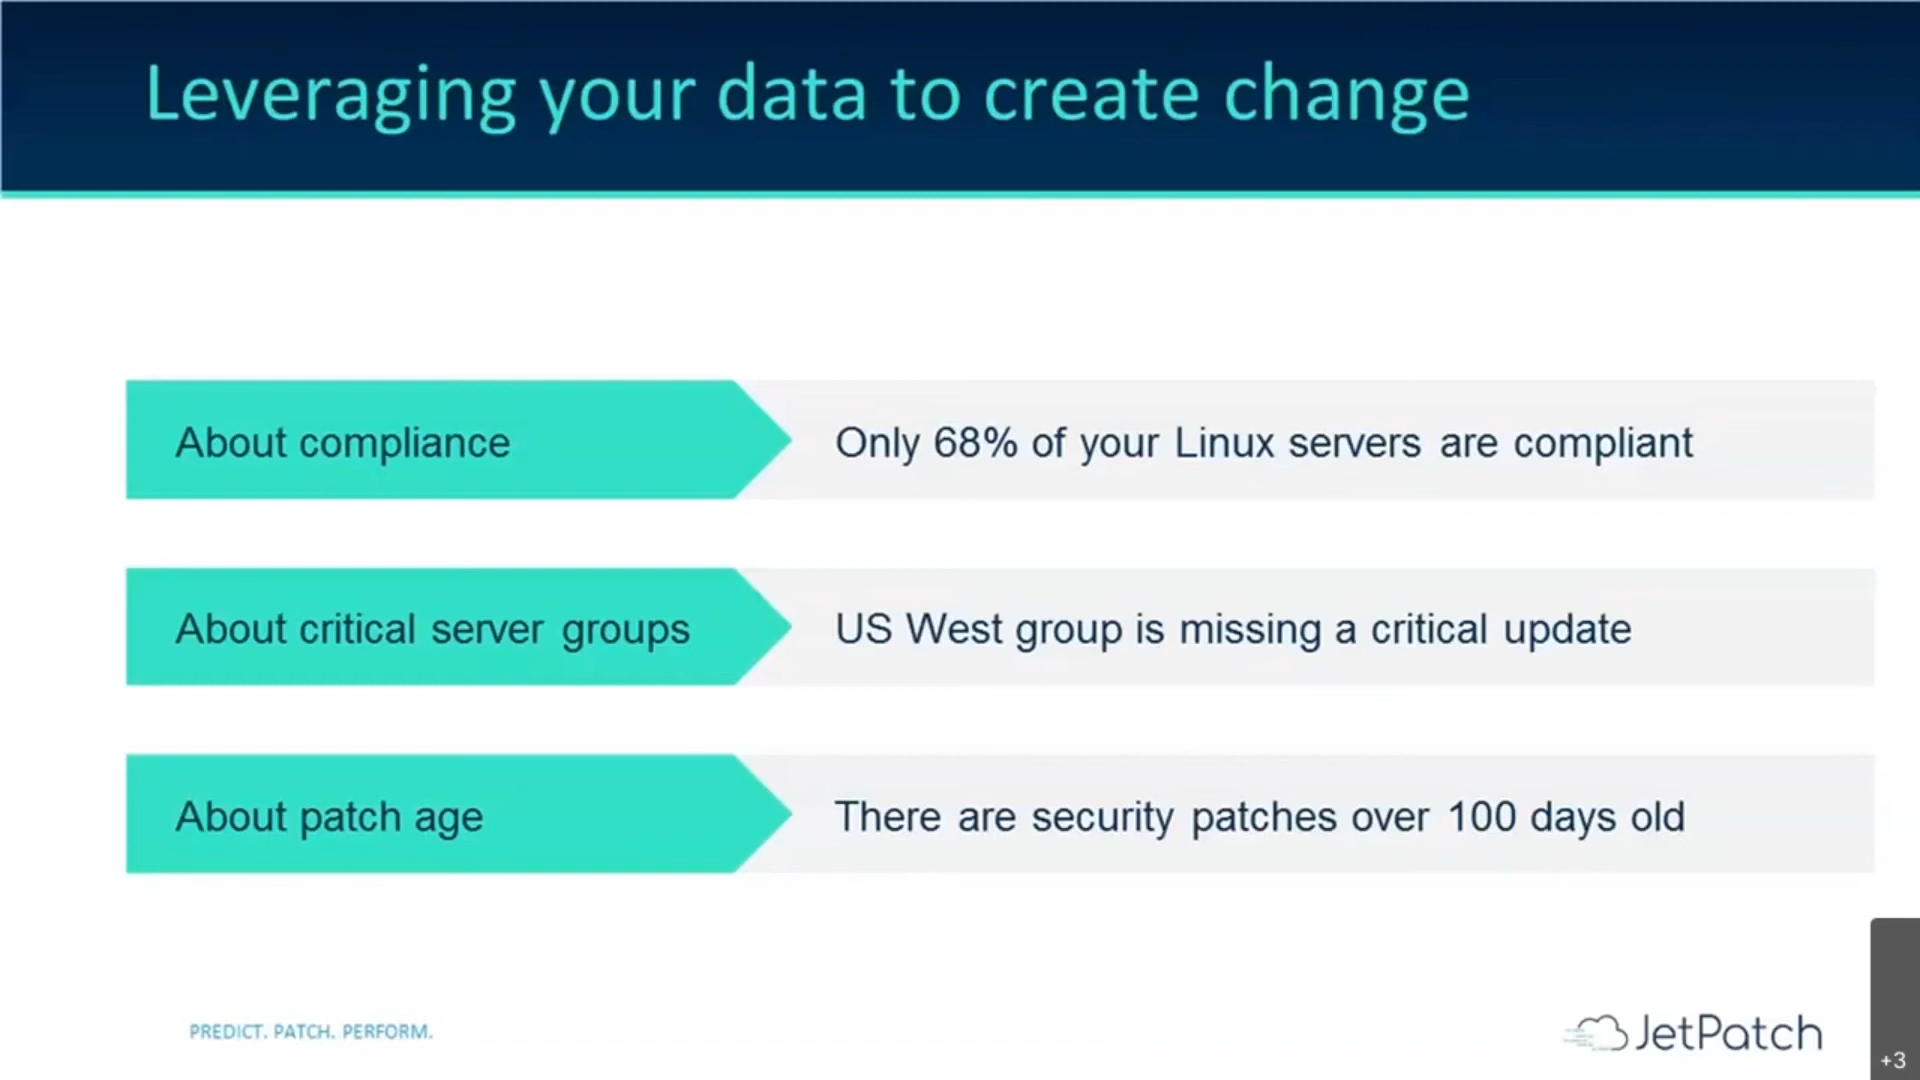 Leveraging your data to create change
About compliance
Only 68% of your Linux servers are compliant
About critical server groups
US West group is missing a critical update
About patch age
There are security patches over 100 days old
PREDICT. PATCH. PERFORM.
JetPatch
+3